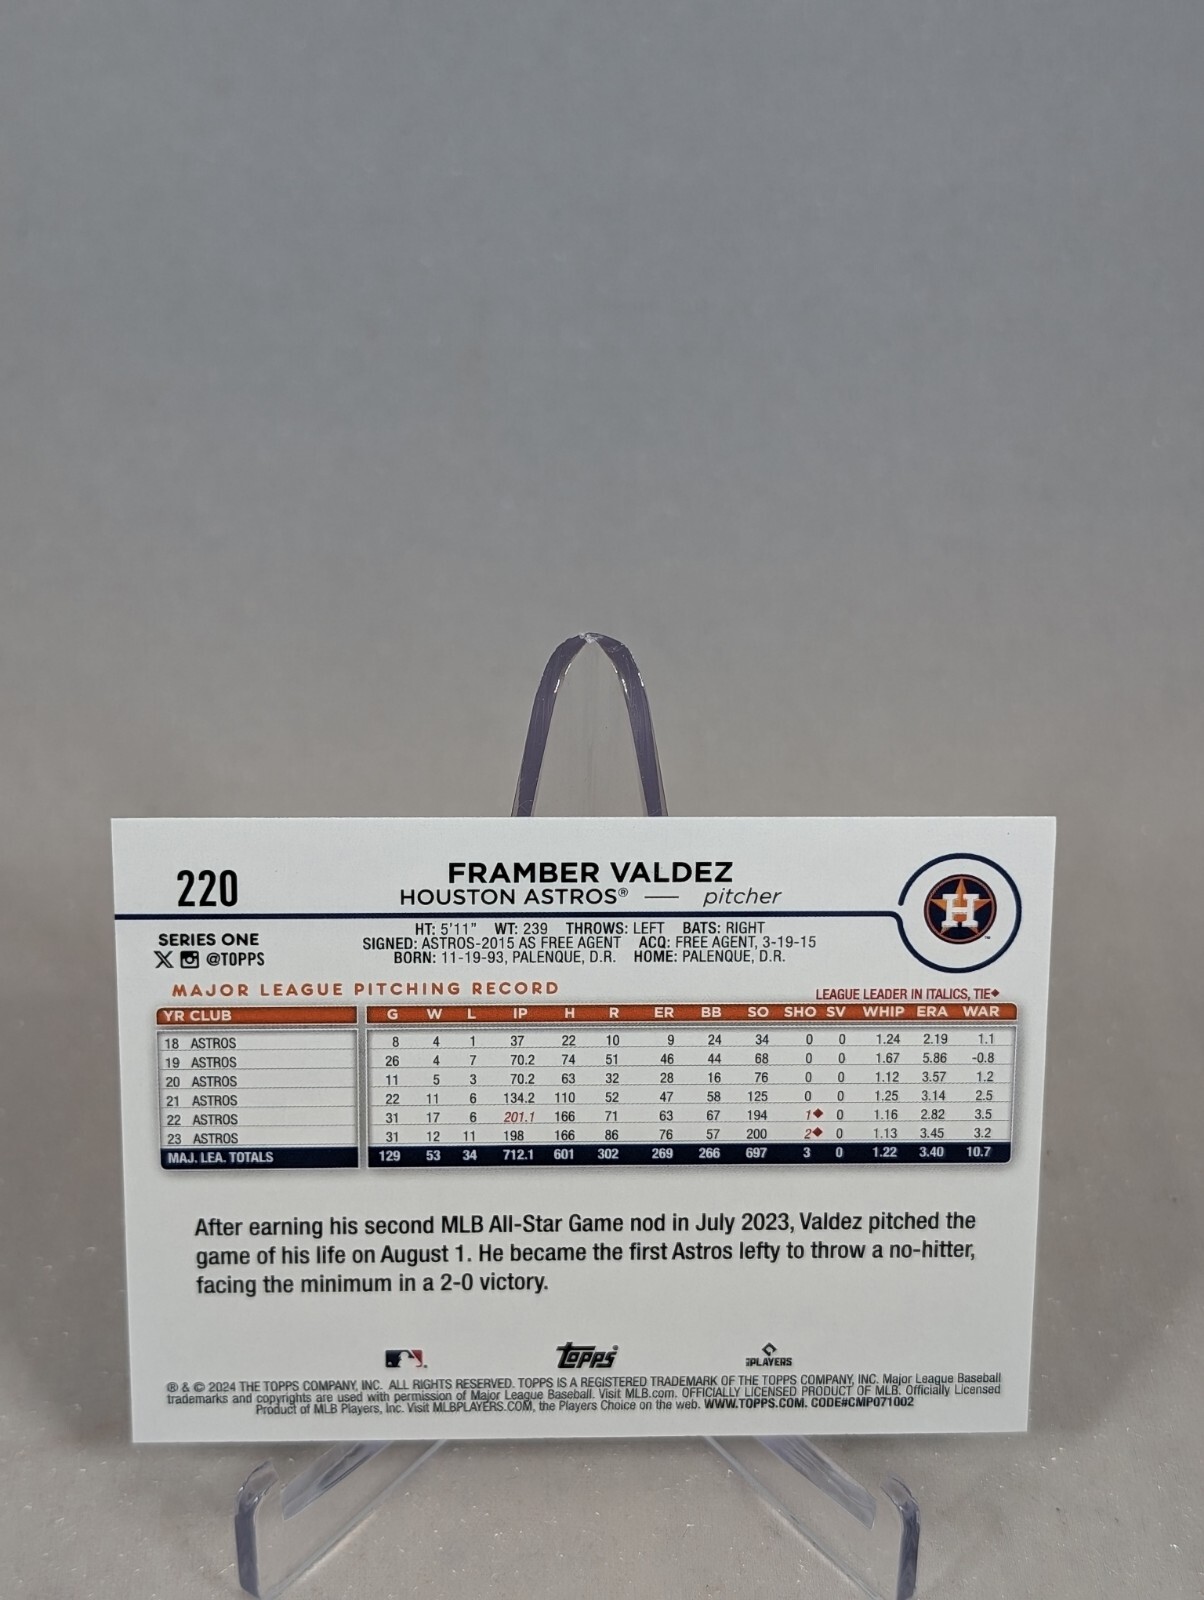 220
FRAMBER VALDEZ
HOUSTON ASTROS® — pitcher
H
™
SERIES ONE
@TOPPS
HT: 5'11" WT: 239 THROWS: LEFT BATS: RIGHT
SIGNED: ASTROS-2015 AS FREE AGENT ACQ: FREE AGENT, 3-19-15
BORN: 11-19-93, PALENQUE, D.R. HOME: PALENQUE, D.R.
MAJOR LEAGUE PITCHING RECORD
LEAGUE LEADER IN ITALICS, TIE◆
YR CLUB G W L IP H R ER BB SO SHO SV WHIP ERA WAR
18 ASTROS 8 4 1 37 22 10 9 24 34 0 0 1.24 2.19 1.1
19 ASTROS 26 4 7 70.2 74 51 46 44 68 0 0 1.67 5.86 -0.8
20 ASTROS 11 5 3 70.2 63 32 28 16 76 0 0 1.12 3.57 1.2
21 ASTROS 22 11 6 134.2 110 52 47 58 125 0 0 1.25 3.14 2.5
22 ASTROS 31 17 6 201.1 166 71 63 67 194 1◆ 0 1.16 2.82 3.5
23 ASTROS 31 12 11 198 166 86 76 57 200 2◆ 0 1.13 3.45 3.2
MAJ. LEA. TOTALS 129 53 34 712.1 601 302 269 266 697 3 0 1.22 3.40 10.7
After earning his second MLB All-Star Game nod in July 2023, Valdez pitched the
game of his life on August 1. He became the first Astros lefty to throw a no-hitter,
facing the minimum in a 2-0 victory.
topps
PLAYERS
® & © 2024 THE TOPPS COMPANY, INC. ALL RIGHTS RESERVED. TOPPS IS A REGISTERED TRADEMARK OF THE TOPPS COMPANY, INC. Major League Baseball
trademarks and copyrights are used with permission of Major League Baseball. Visit MLB.com. OFFICIALLY LICENSED PRODUCT OF MLB. Officially Licensed
Product of MLB Players, Inc. Visit MLBPLAYERS.COM, the Players Choice on the web. WWW.TOPPS.COM. CODE#CMP071002